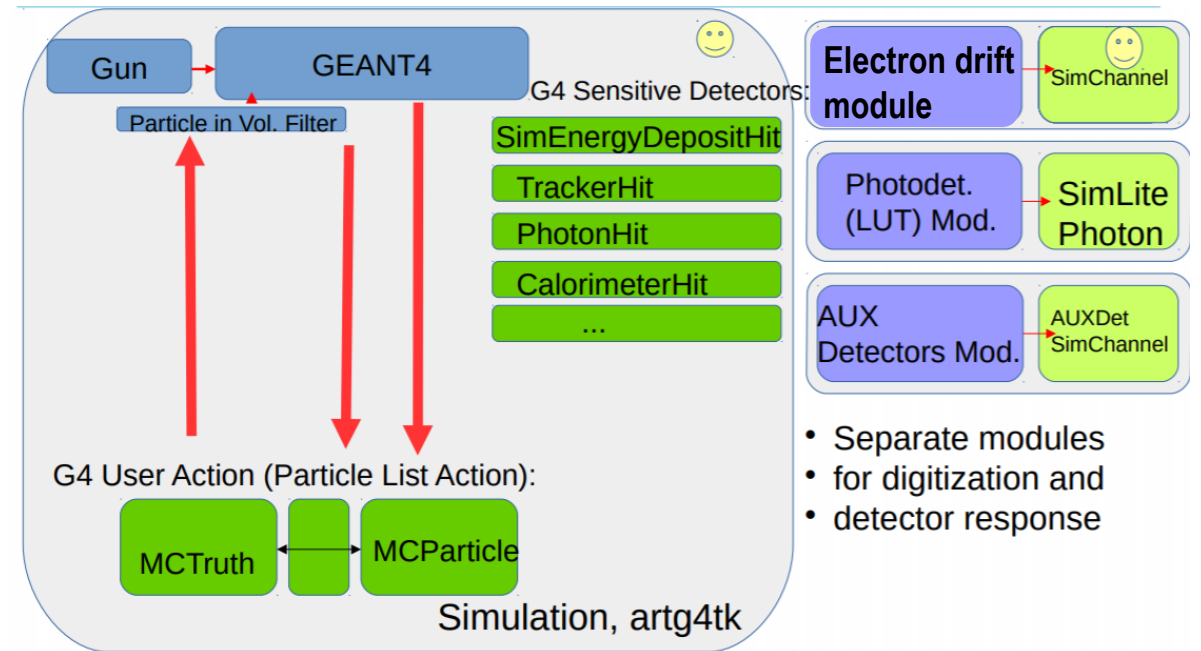 Gun
GEANT4
Particle in Vol. Filter
G4 Sensitive Detectors:
SimEnergyDepositHit
TrackerHit
PhotonHit
CalorimeterHit
...
G4 User Action (Particle List Action):
MCTruth
MCParticle
Simulation, artg4tk
Electron drift
module
SimChannel
Photodet.
(LUT) Mod.
SimLite
Photon
AUX
Detectors Mod.
AUXDet
SimChannel
• Separate modules
• for digitization and
• detector response